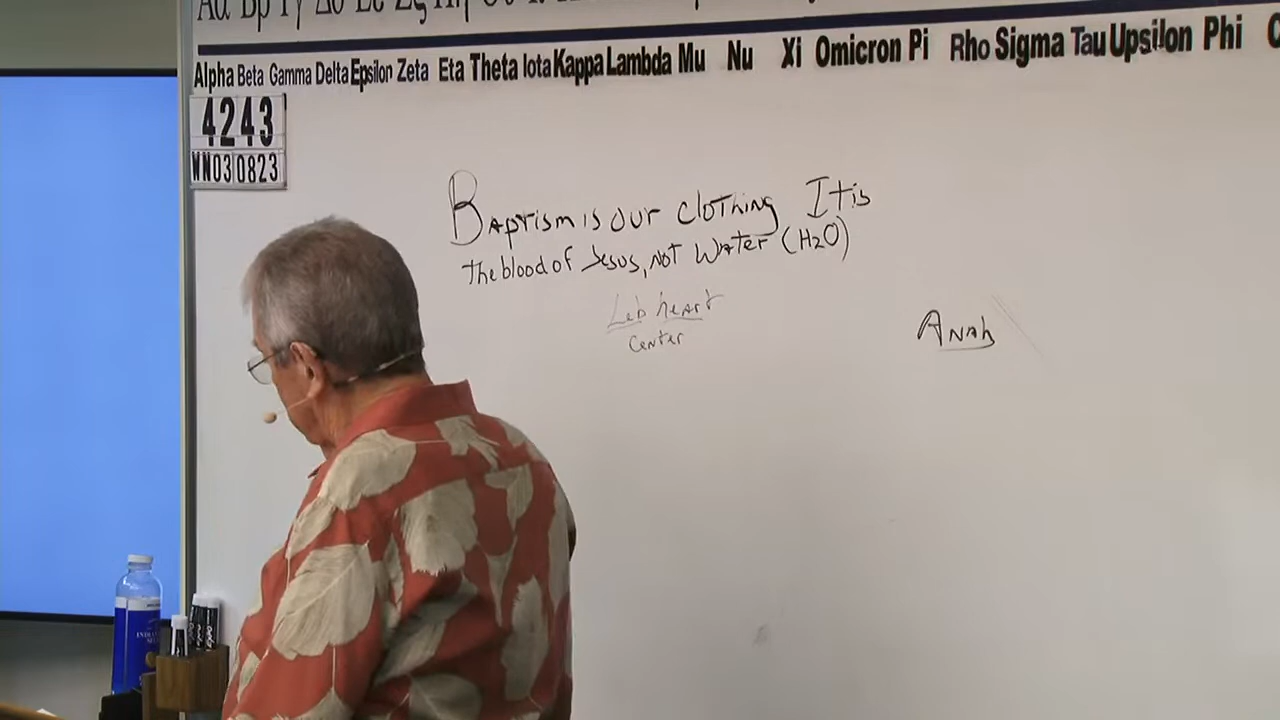 Alpha Beta Gamma Delta Epsilon Zeta Eta Theta Iota Kappa Lambda Mu Nu Xi Omicron Pi Rho Sigma Tau Upsilon Phi
4243
WN030823
Baptism is our clothing It is
the blood of Jesus, not Water (H2O)
Leb heart
center
Anah